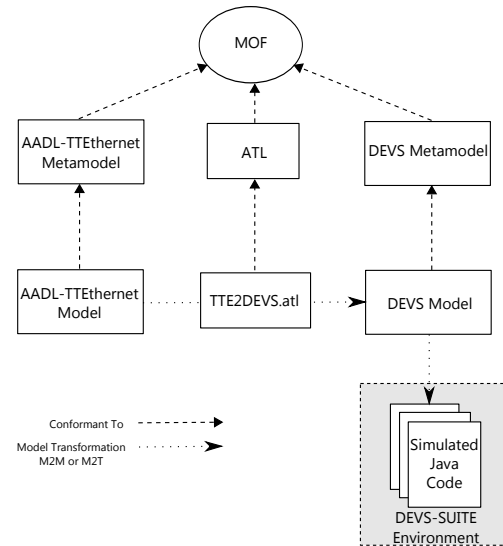 MOF
AADL-TTEthernet
Metamodel
ATL
DEVS Metamodel
AADL-TTEthernet
Model
TTE2DEVS.atl
DEVS Model
Conformant To
Model Transformation
M2M or M2T
Simulated
Java
Code
DEVS-SUITE
Environment